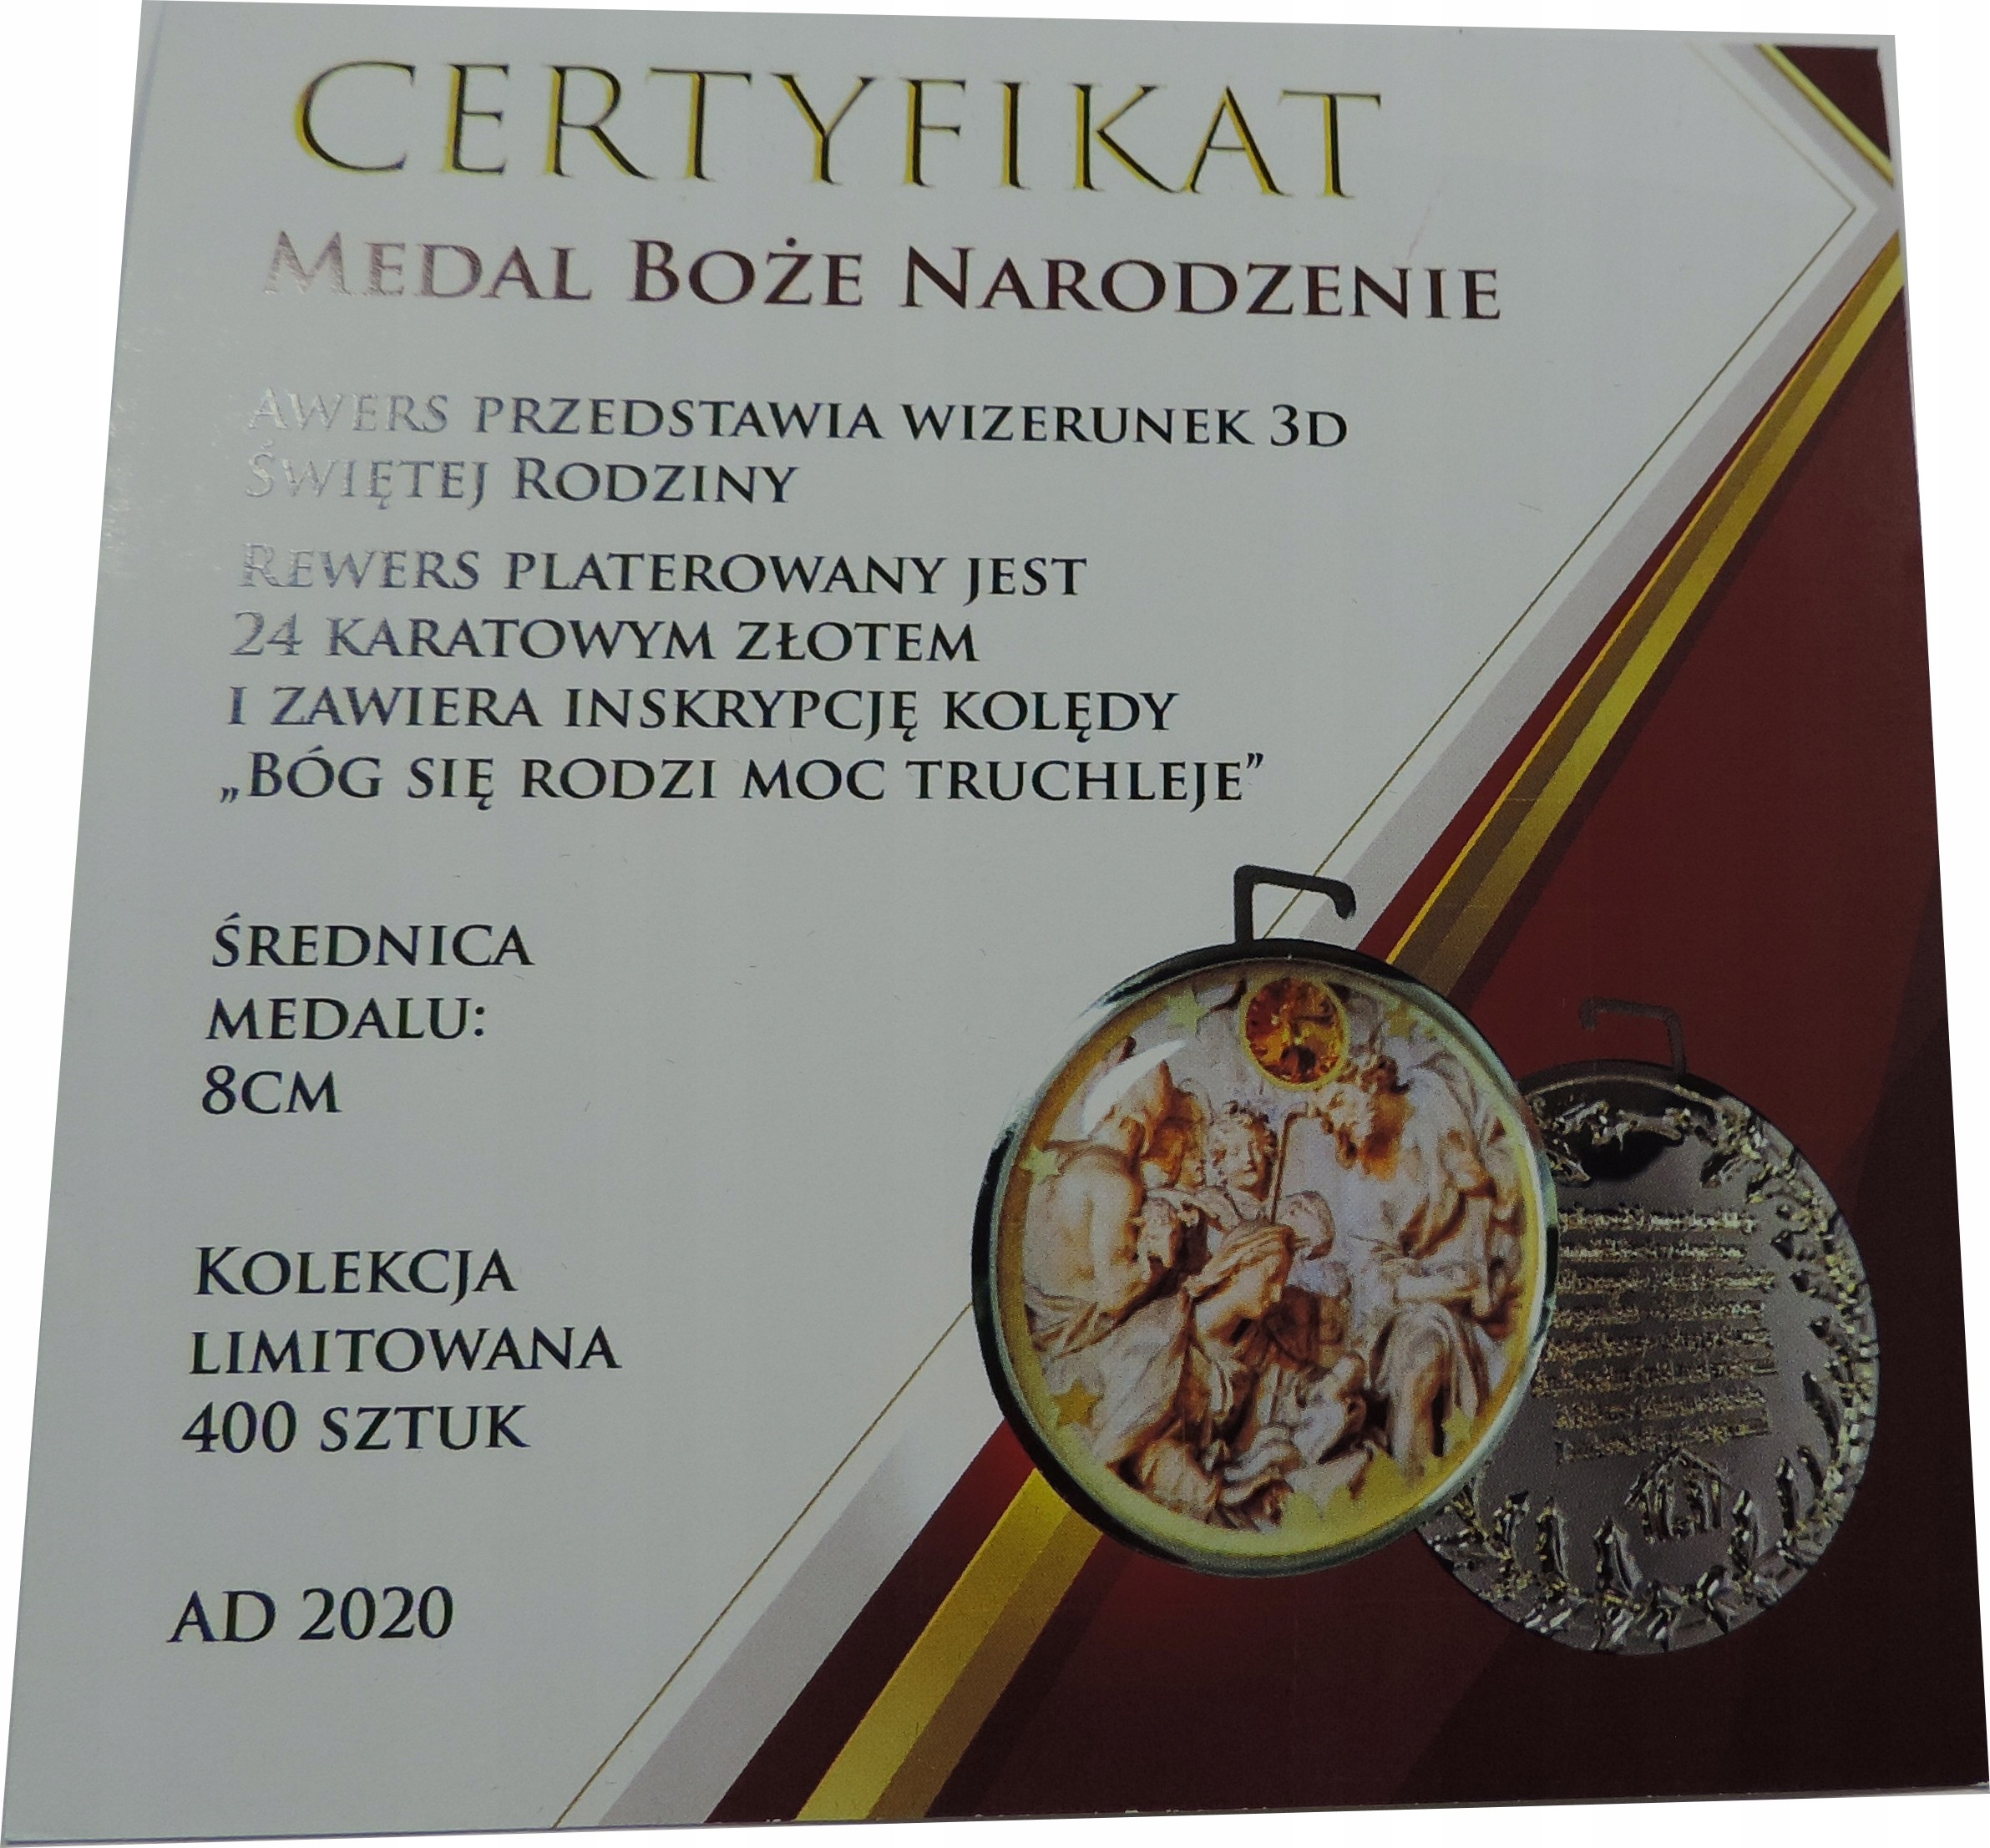 CERTYFIKAT
MEDAL BOŻE NARODZENIE
AWERS PRZEDSTAWIA WIZERUNEK 3D
ŚWIĘTEJ RODZINY
REWERS PLATEROWANY JEST
24 KARATOWYM ZŁOTEM
I ZAWIERA INSKRYPCJĘ KOLĘDY
„BÓG SIĘ RODZI MOC TRUCHLEJE”
ŚREDNICA
MEDALU:
8CM
KOLEKCJA
LIMITOWANA
400 SZTUK
AD 2020